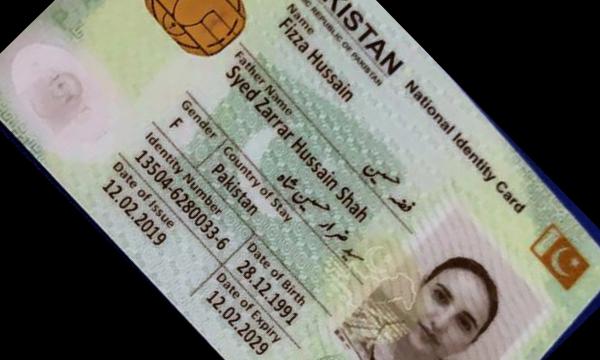 KISTAN National Identity Card
REPUBLIC OF PAKISTAN
Name
Fizza Hussain
فضہ حسین
Father Name
Syed Zarrar Hussain Shah
سید ضرار حسین شاہ
Gender Country of Stay
F Pakistan
Identity Number Date of Birth
13504-6280033-6 28.12.1991
Date of Issue Date of Expiry
12.02.2019 12.02.2029